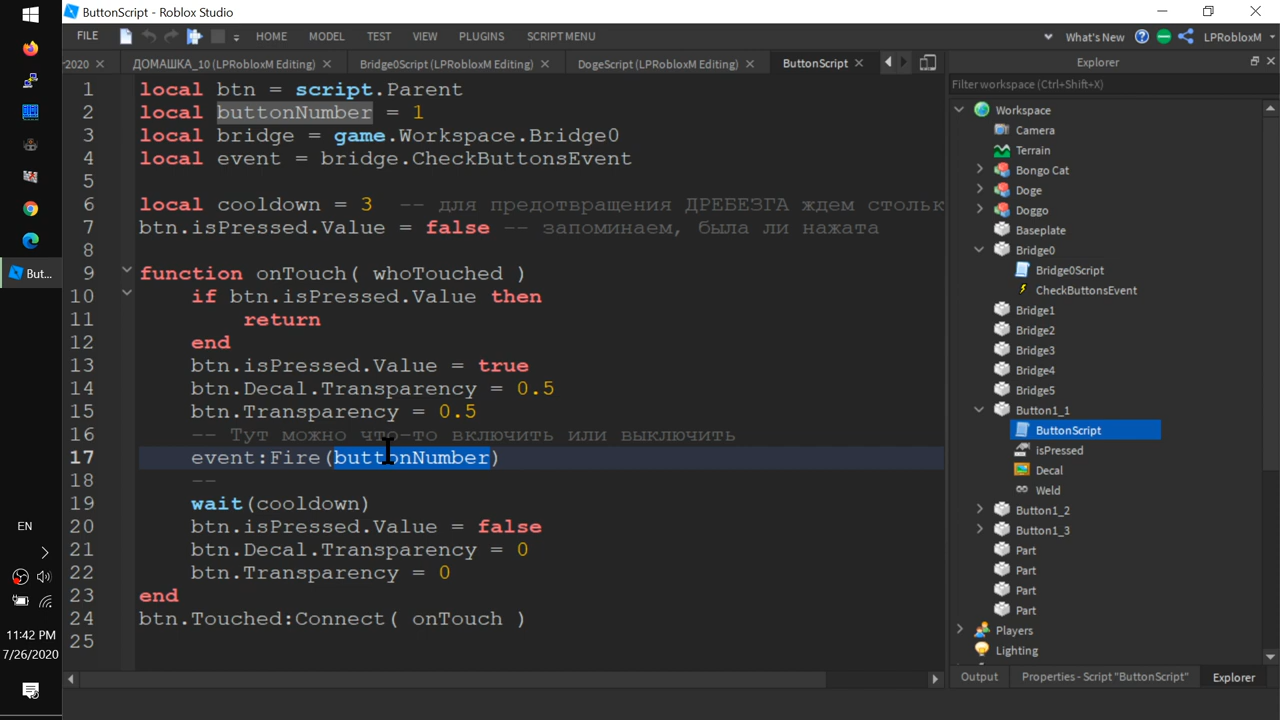 ButtonScript - Roblox Studio
FILE HOME MODEL TEST VIEW PLUGINS SCRIPT MENU What's New LPRobloxM
2020 ДОМАШКА_10 (LPRobloxM Editing) Bridge0Script (LPRobloxM Editing) DogeScript (LPRobloxM Editing) ButtonScript
1 local btn = script.Parent
2 local buttonNumber = 1
3 local bridge = game.Workspace.Bridge0
4 local event = bridge.CheckButtonsEvent
5
6 local cooldown = 3 -- для предотвращения ДРЕБЕЗГА ждем стольк
7 btn.isPressed.Value = false -- запоминаем, была ли нажата
8
9 function onTouch( whoTouched )
10 if btn.isPressed.Value then
11 return
12 end
13 btn.isPressed.Value = true
14 btn.Decal.Transparency = 0.5
15 btn.Transparency = 0.5
16 -- Тут можно что-то включить или выключить
17 event:Fire(buttonNumber)
18 --
19 wait(cooldown)
20 btn.isPressed.Value = false
21 btn.Decal.Transparency = 0
22 btn.Transparency = 0
23 end
24 btn.Touched:Connect( onTouch )
25
Explorer
Filter workspace (Ctrl+Shift+X)
Workspace
Camera
Terrain
Bongo Cat
Doge
Doggo
Baseplate
Bridge0
Bridge0Script
CheckButtonsEvent
Bridge1
Bridge2
Bridge3
Bridge4
Bridge5
Button1_1
ButtonScript
isPressed
Decal
Weld
Button1_2
Button1_3
Part
Part
Part
Part
Players
Lighting
Output Properties - Script "ButtonScript" Explorer
But...
EN
11:42 PM
7/26/2020